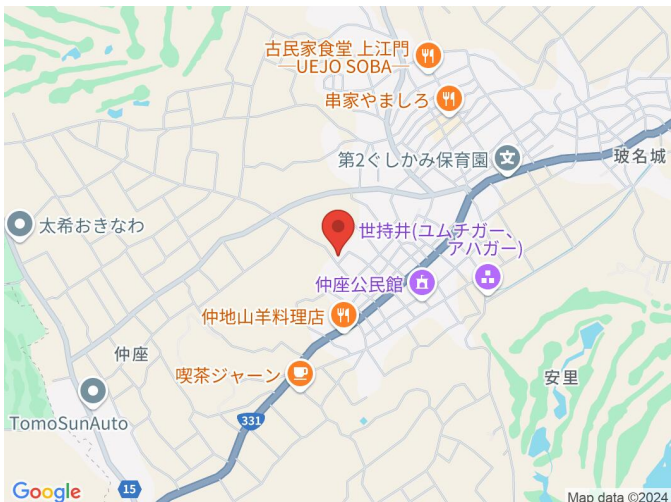 古民家食堂 上江門
—UEJO SOBA—
串家やましろ
第2ぐしかみ保育園
玻名城
太希おきなわ
世持井(ユムチガー、
アハガー)
仲座公民館
仲地山羊料理店
仲座
喫茶ジャーン
安里
TomoSunAuto
331
15
Google
Map data ©2024